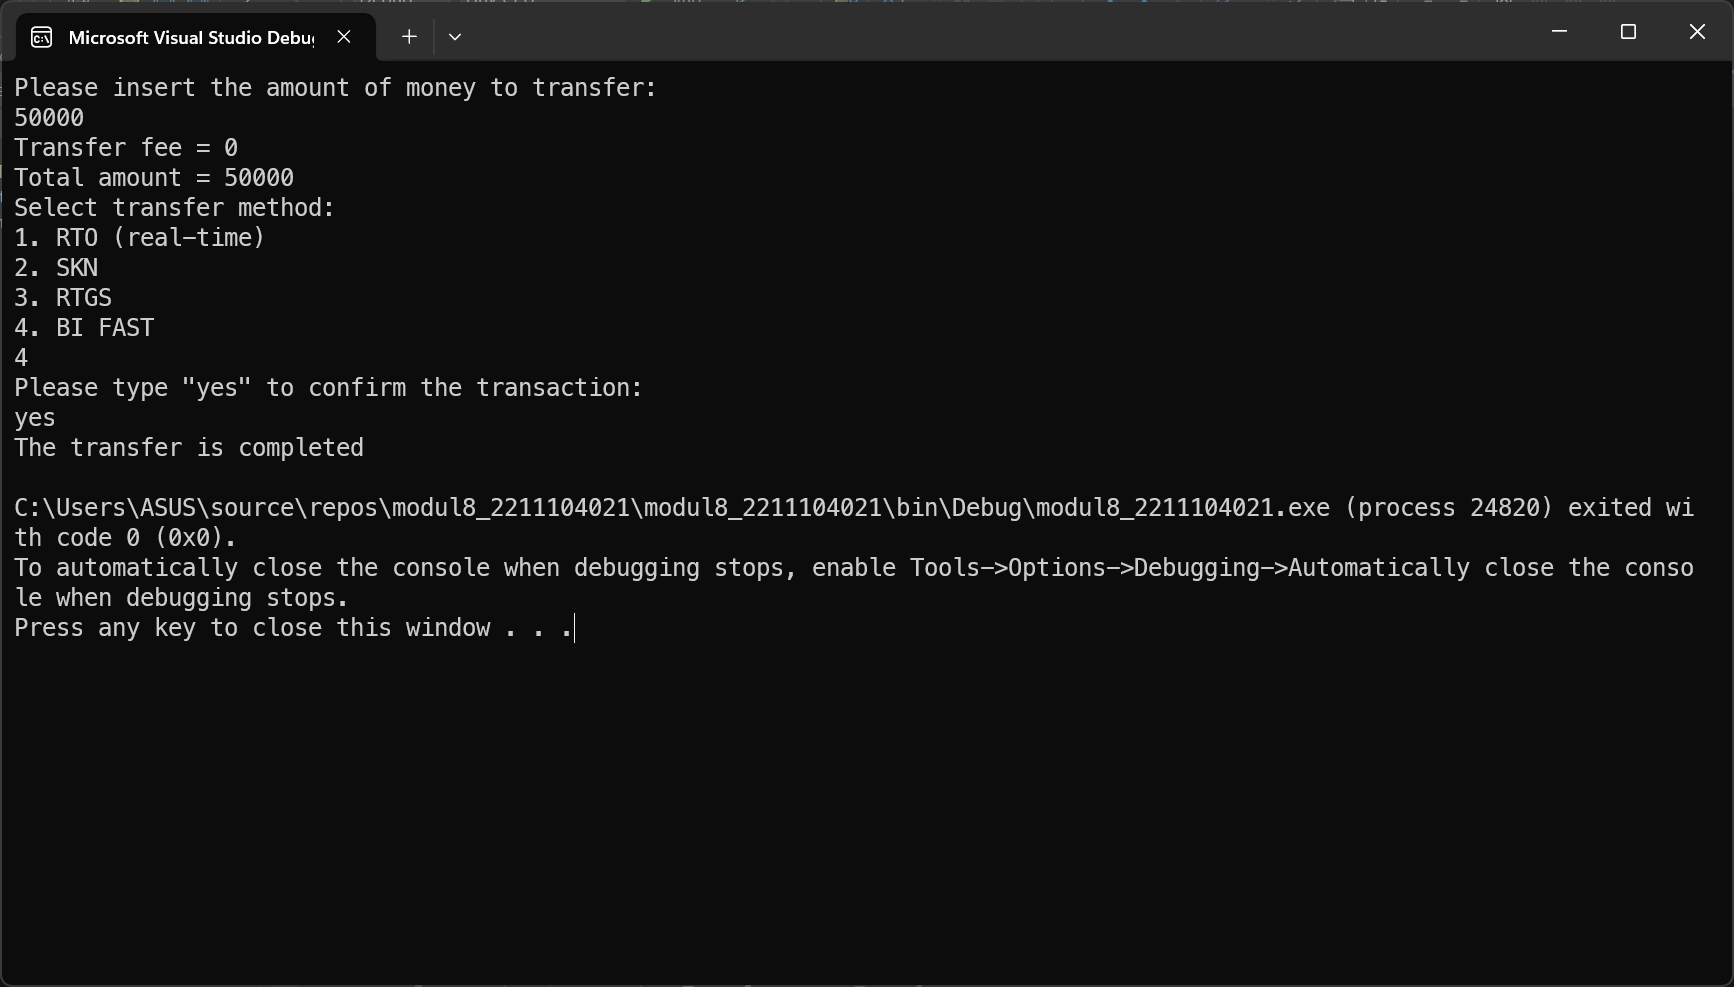 Microsoft Visual Studio Debu
Please insert the amount of money to transfer:
50000
Transfer fee = 0
Total amount = 50000
Select transfer method:
1. RTO (real-time)
2. SKN
3. RTGS
4. BI FAST
4
Please type "yes" to confirm the transaction:
yes
The transfer is completed
C:\Users\ASUS\source\repos\modul8_2211104021\modul8_2211104021\bin\Debug\modul8_2211104021.exe (process 24820) exited wi
th code 0 (0x0).
To automatically close the console when debugging stops, enable Tools->Options->Debugging->Automatically close the conso
le when debugging stops.
Press any key to close this window . . .